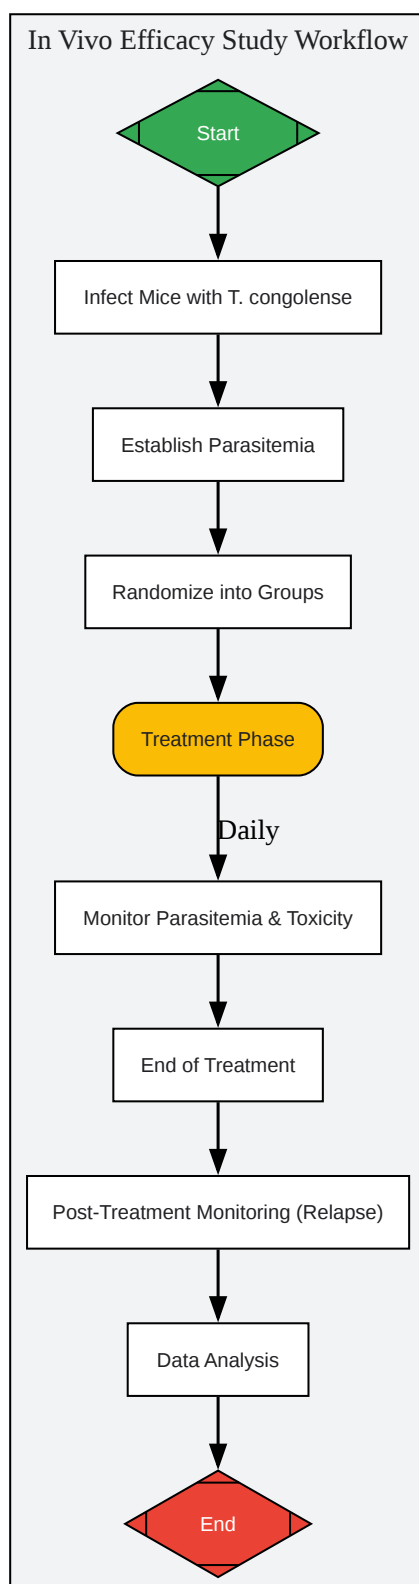 In Vivo Efficacy Study Workflow
Start
Infect Mice with T. congolense
Establish Parasitemia
Randomize into Groups
Treatment Phase
Daily
Monitor Parasitemia & Toxicity
End of Treatment
Post-Treatment Monitoring (Relapse)
Data Analysis
End